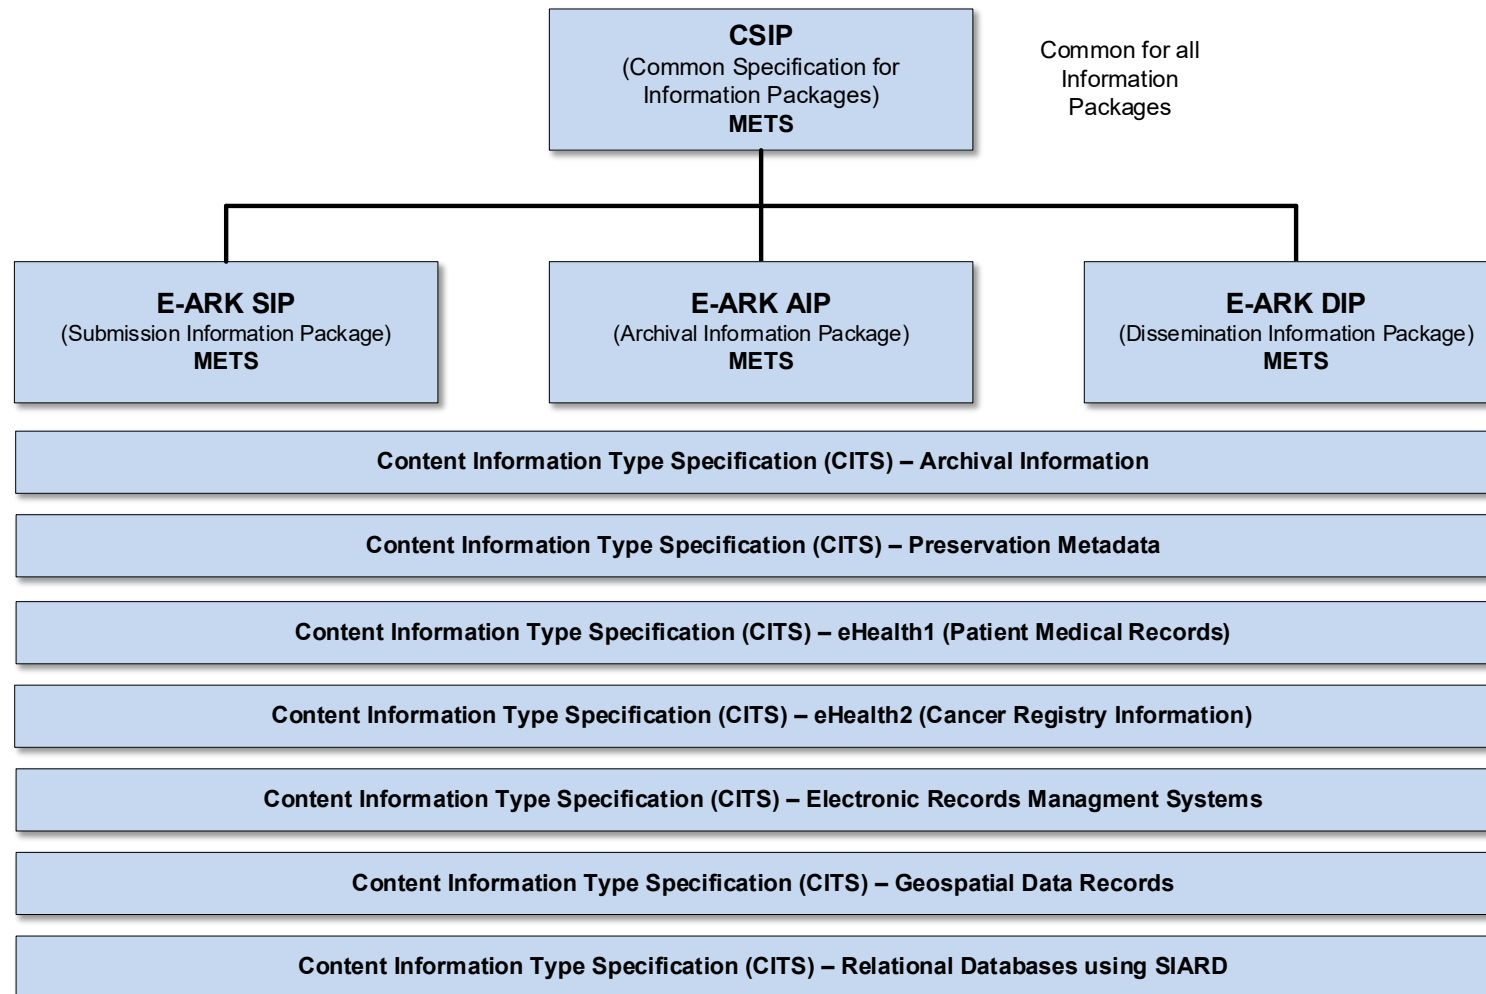 CSIP
(Common Specification for
Information Packages)
METS
Common for all
Information
Packages
E-ARK SIP
(Submission Information Package)
METS
E-ARK AIP
(Archival Information Package)
METS
E-ARK DIP
(Dissemination Information Package)
METS
Content Information Type Specification (CITS) – Archival Information
Content Information Type Specification (CITS) – Preservation Metadata
Content Information Type Specification (CITS) – eHealth1 (Patient Medical Records)
Content Information Type Specification (CITS) – eHealth2 (Cancer Registry Information)
Content Information Type Specification (CITS) – Electronic Records Managment Systems
Content Information Type Specification (CITS) – Geospatial Data Records
Content Information Type Specification (CITS) – Relational Databases using SIARD